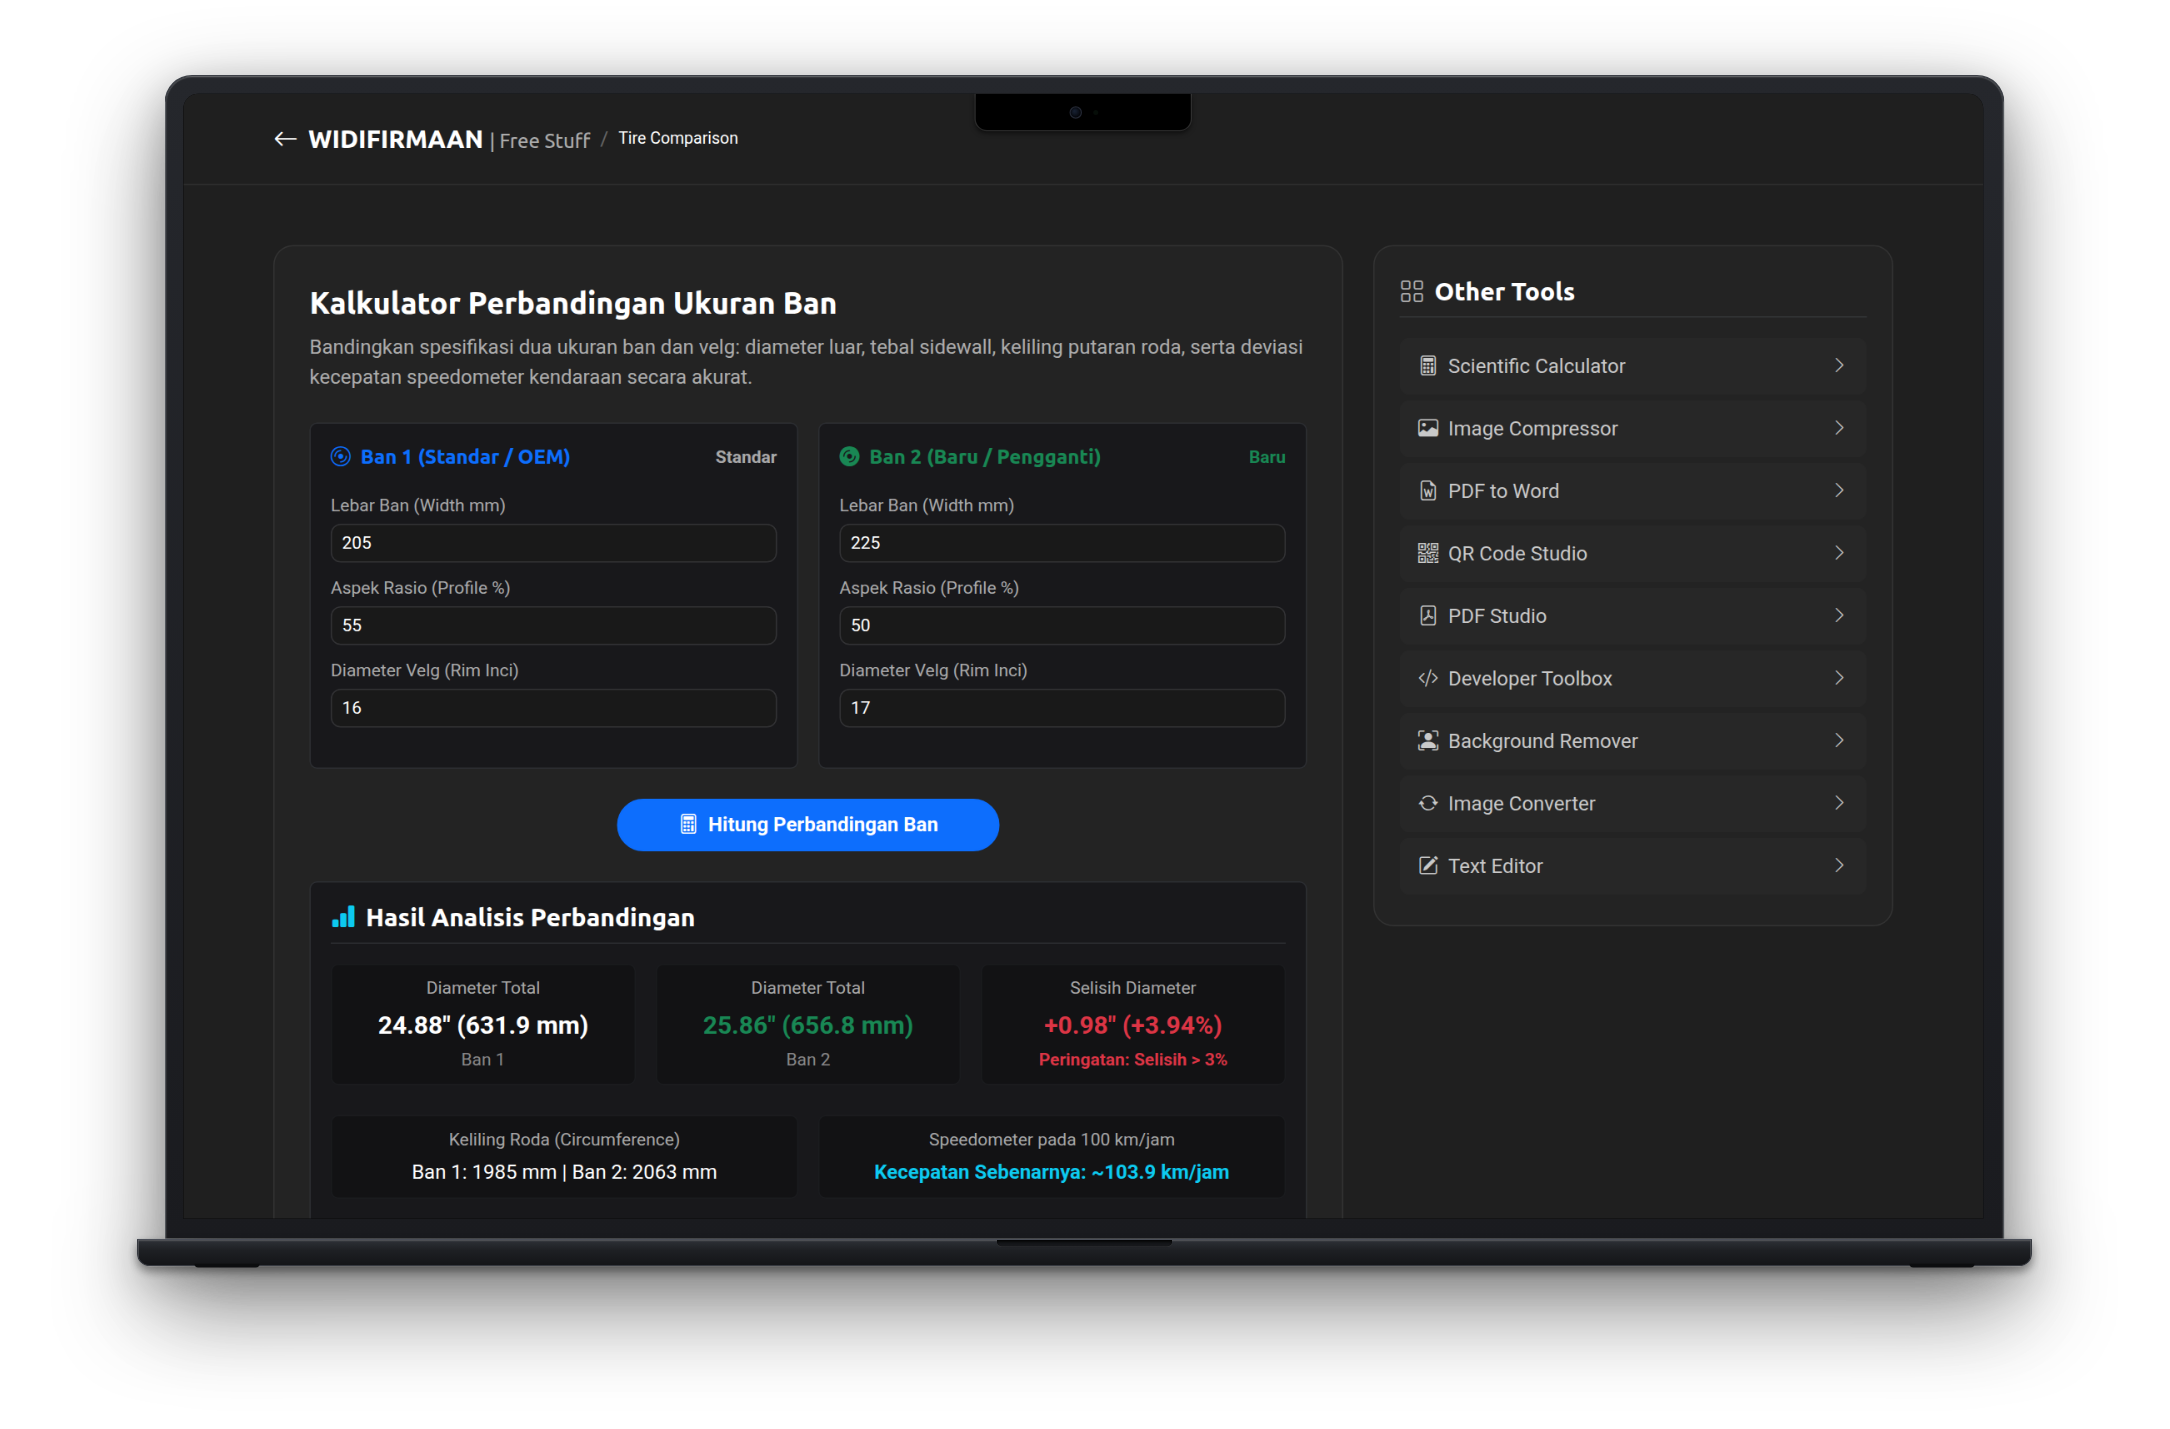 WIDIFIRMAAN | Free Stuff / Tire Comparison
Kalkulator Perbandingan Ukuran Ban
Bandingkan spesifikasi dua ukuran ban dan velg: diameter luar, tebal sidewall, keliling putaran roda, serta deviasi
kecepatan speedometer kendaraan secara akurat.
Ban 1 (Standar / OEM)
Standar
Lebar Ban (Width mm)
205
Aspek Rasio (Profile %)
55
Diameter Velg (Rim Inci)
16
Ban 2 (Baru / Pengganti)
Baru
Lebar Ban (Width mm)
225
Aspek Rasio (Profile %)
50
Diameter Velg (Rim Inci)
17
Hitung Perbandingan Ban
Hasil Analisis Perbandingan
Diameter Total
24.88" (631.9 mm)
Ban 1
Diameter Total
25.86" (656.8 mm)
Ban 2
Selisih Diameter
+0.98" (+3.94%)
Peringatan: Selisih > 3%
Keliling Roda (Circumference)
Ban 1: 1985 mm | Ban 2: 2063 mm
Speedometer pada 100 km/jam
Kecepatan Sebenarnya: ~103.9 km/jam
Other Tools
Scientific Calculator
Image Compressor
PDF to Word
QR Code Studio
PDF Studio
Developer Toolbox
Background Remover
Image Converter
Text Editor